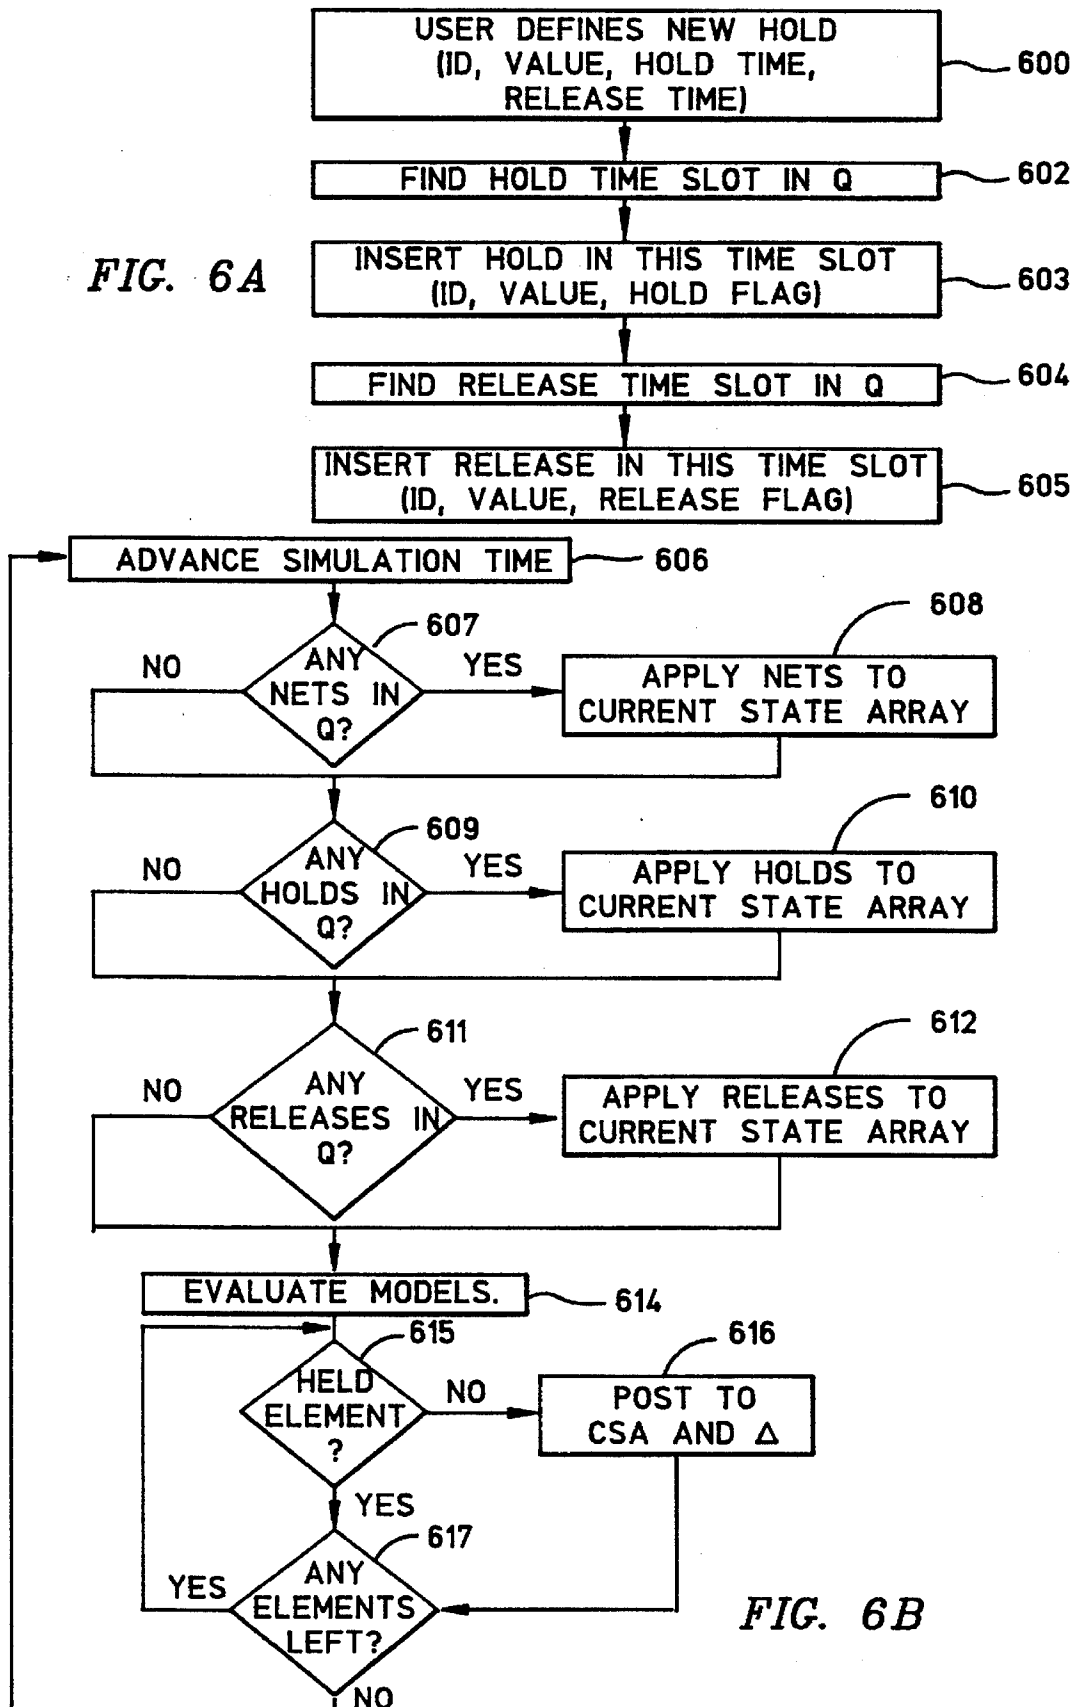 USER DEFINES NEW HOLD
(ID, VALUE, HOLD TIME,
RELEASE TIME)
600
FIND HOLD TIME SLOT IN Q
602
FIG. 6A
INSERT HOLD IN THIS TIME SLOT
(ID, VALUE, HOLD FLAG)
603
FIND RELEASE TIME SLOT IN Q
604
INSERT RELEASE IN THIS TIME SLOT
(ID, VALUE, RELEASE FLAG)
605
ADVANCE SIMULATION TIME
606
607
ANY
NETS IN
Q?
NO
YES
608
APPLY NETS TO
CURRENT STATE ARRAY
609
ANY
HOLDS IN
Q?
NO
YES
610
APPLY HOLDS TO
CURRENT STATE ARRAY
611
ANY
RELEASES IN
Q?
NO
YES
612
APPLY RELEASES TO
CURRENT STATE ARRAY
EVALUATE MODELS.
614
615
HELD
ELEMENT
?
NO
616
POST TO
CSA AND Δ
YES
617
ANY
ELEMENTS
LEFT?
YES
NO
FIG. 6B